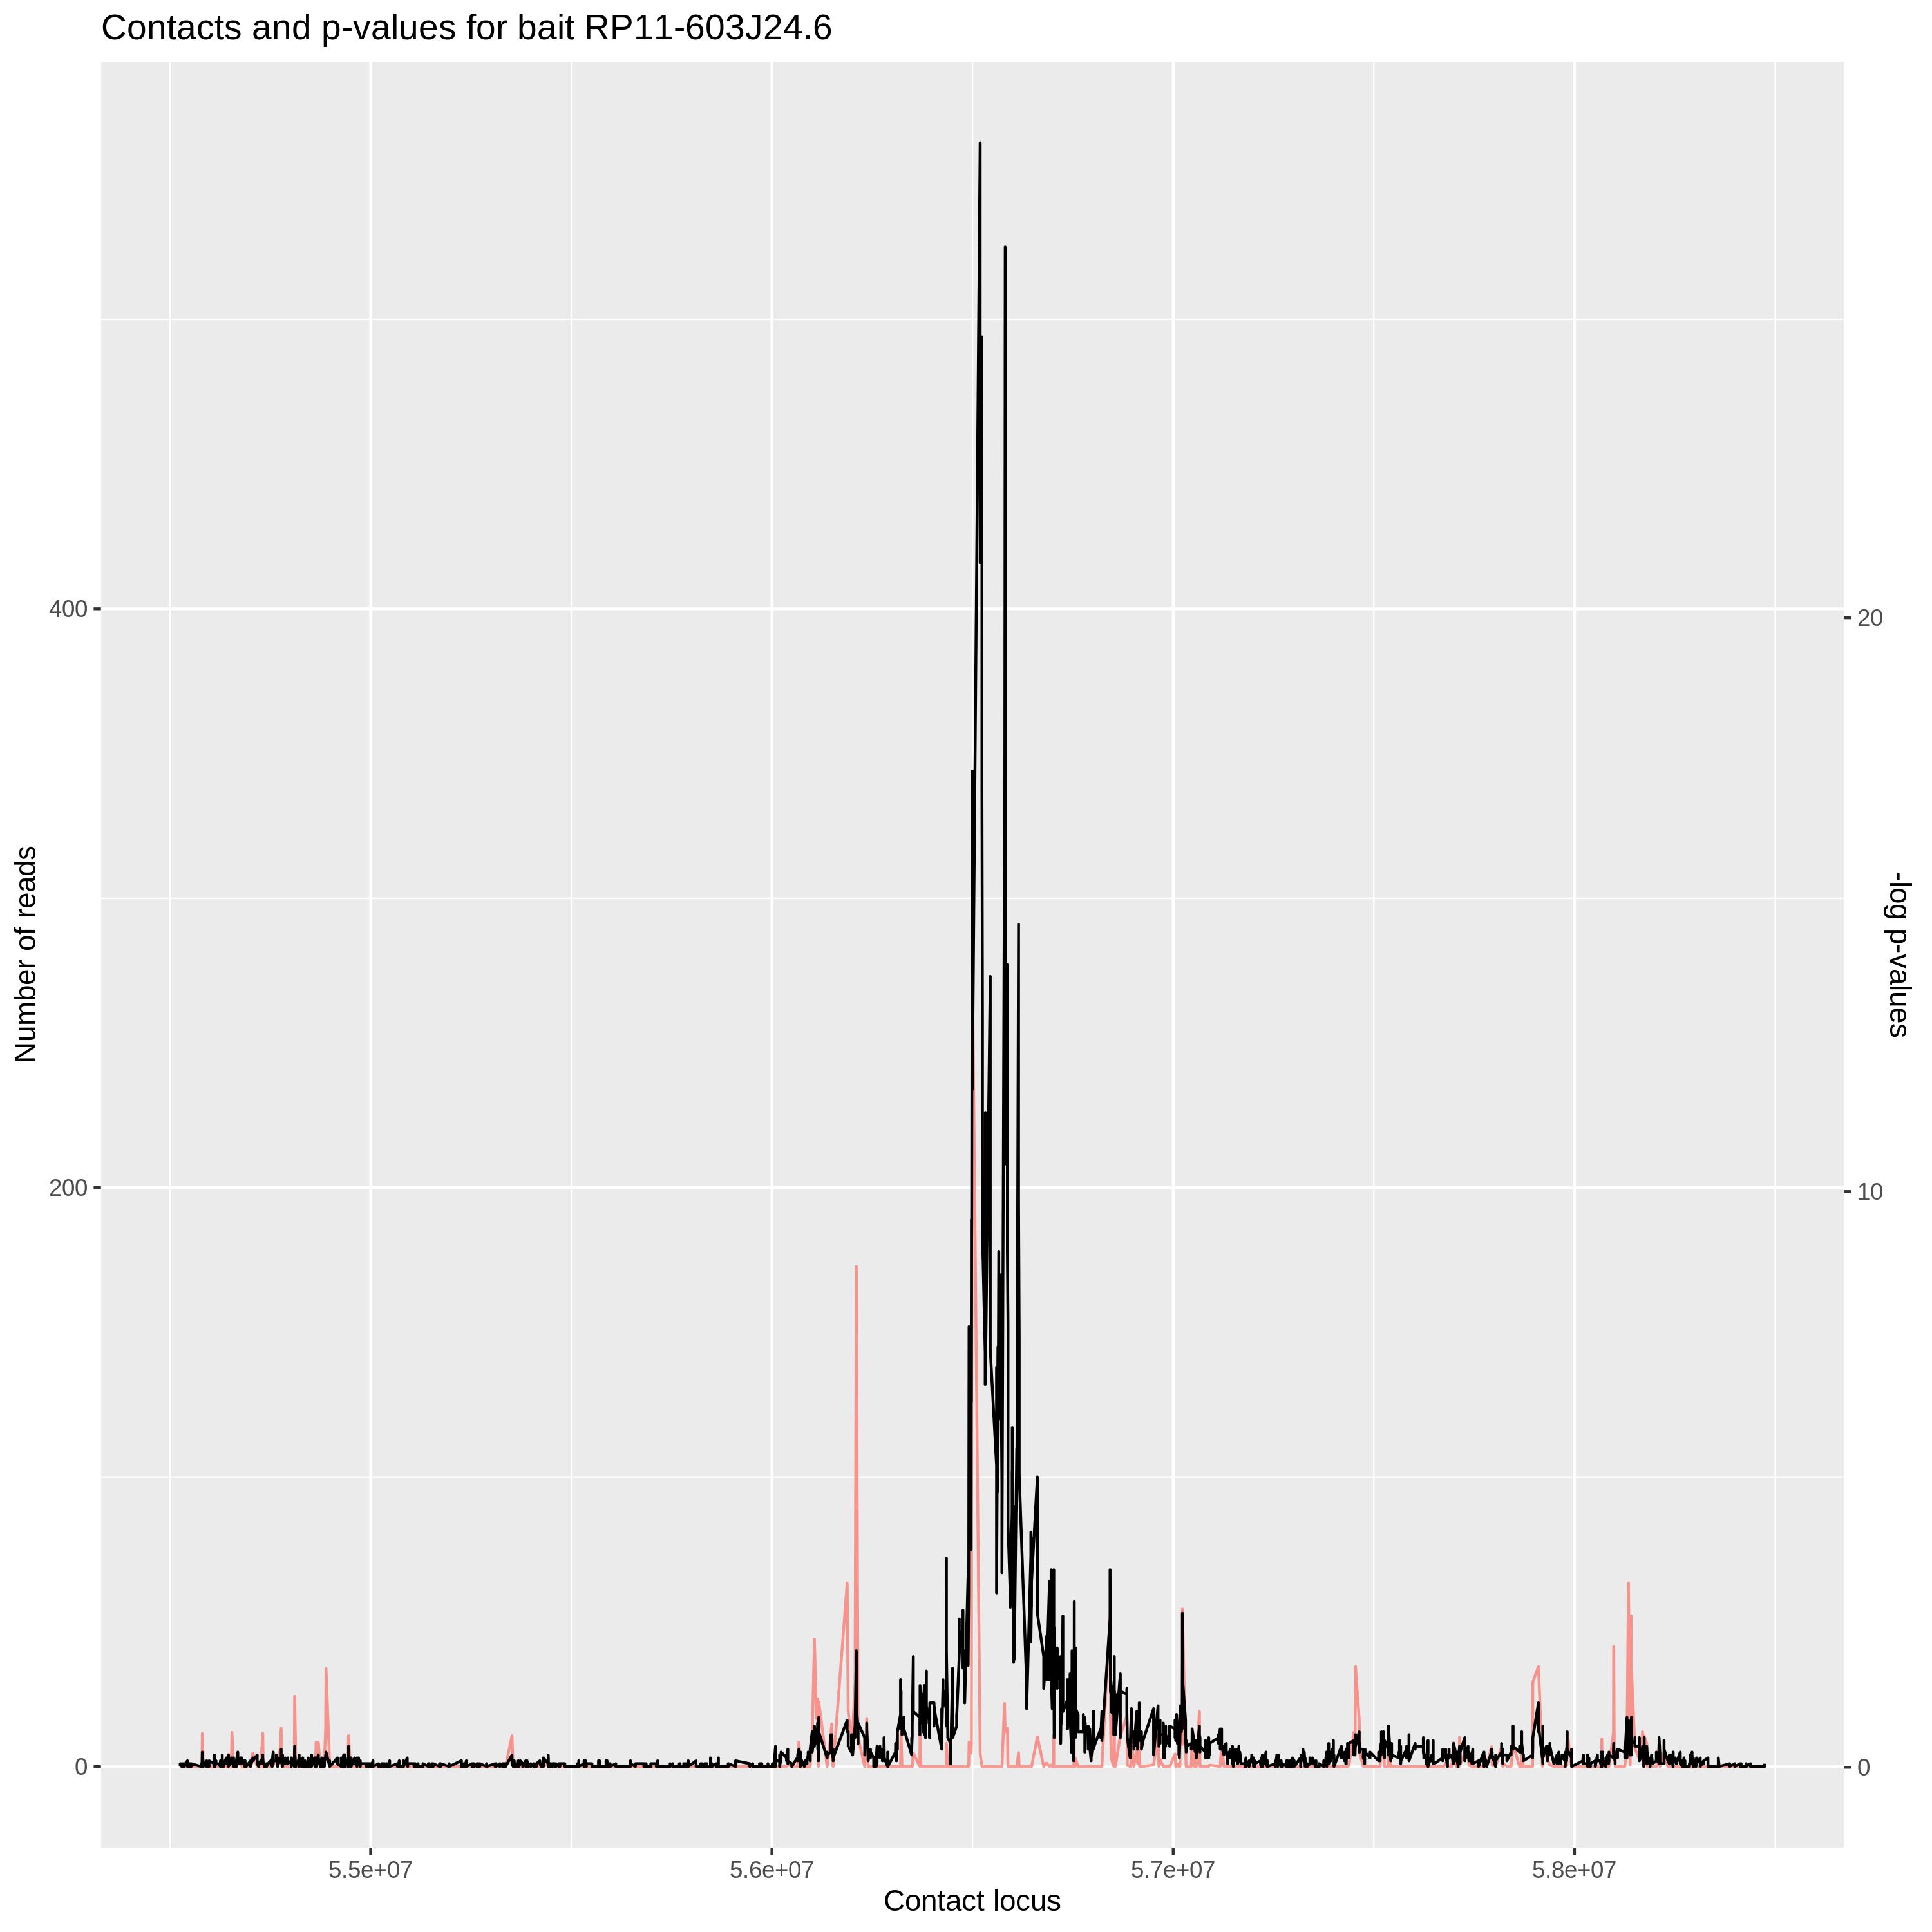 Contacts and p-values for bait RP11-603J24.6
Number of reads
400
200
0
20
10
0
-log p-values
5.5e+07
5.6e+07
5.7e+07
5.8e+07
Contact locus